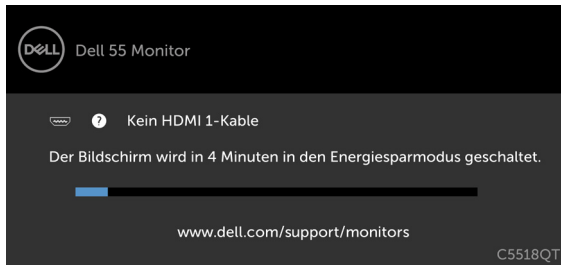 DELL Dell 55 Monitor
? Kein HDMI 1-Kable
Der Bildschirm wird in 4 Minuten in den Energiesparmodus geschaltet.
www.dell.com/support/monitors
C5518QT